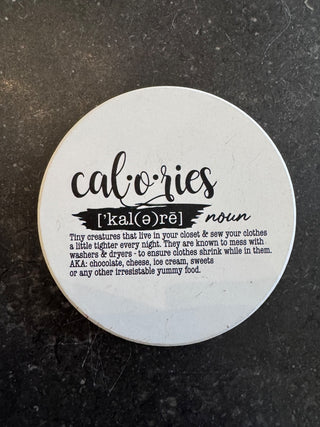 cal·o·ries
['kal(ə)rē] noun
Tiny creatures that live in your closet & sew your clothes
a little tighter every night. They are known to mess with
washers & dryers - to ensure clothes shrink while in them.
AKA: chocolate, cheese, ice cream, sweets
or any other irresistable yummy food.